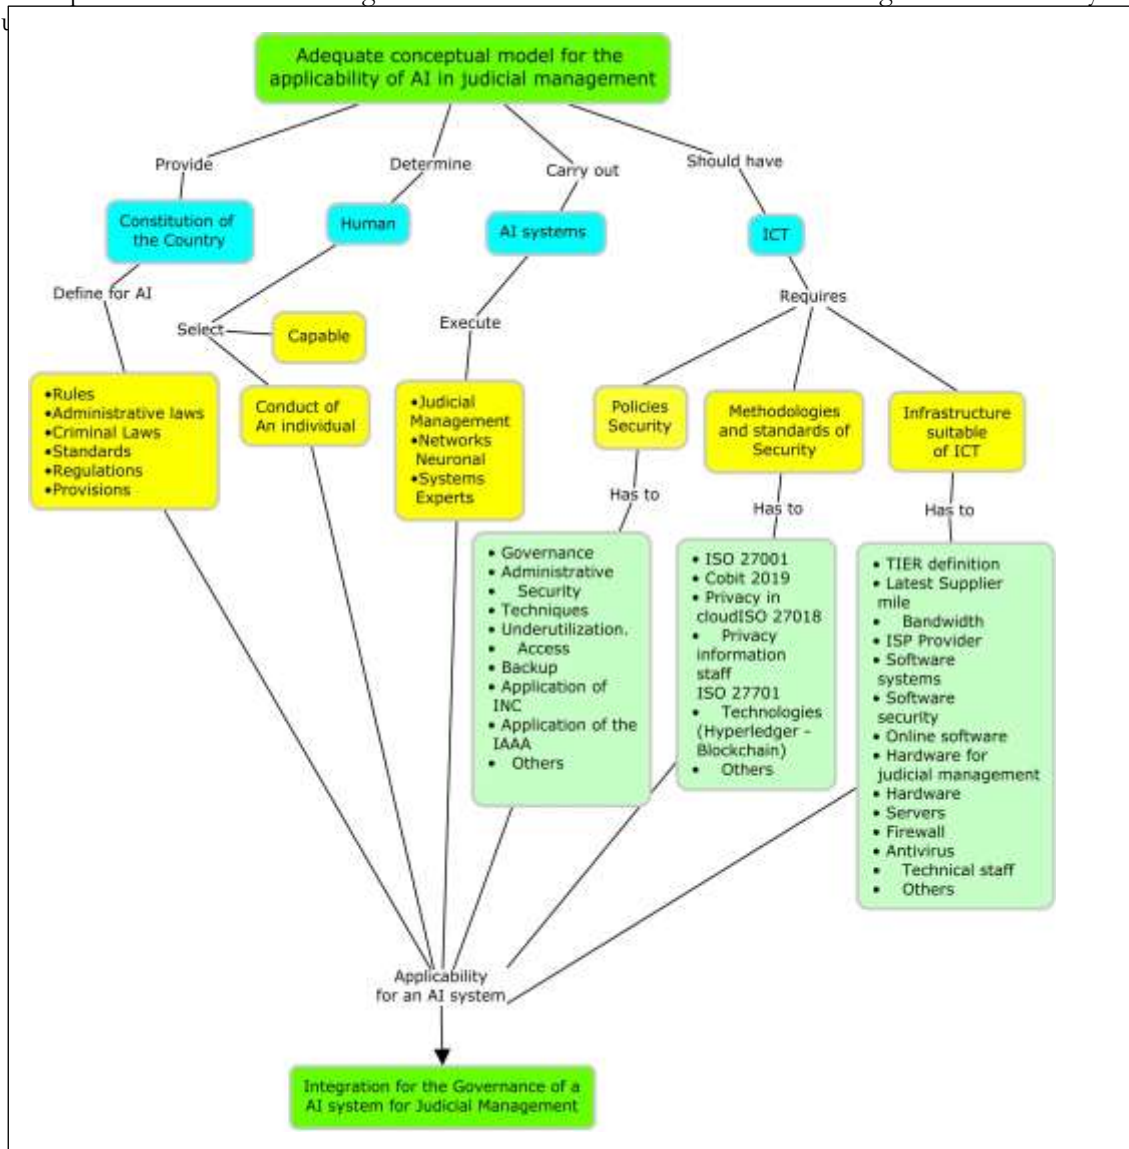 Adequate conceptual model for the
applicability of AI in judicial management
Provide
Determine
Carry out
Should have
Constitution of
the Country
Human
AI systems
ICT
Define for AI
Select
Capable
Execute
Requires
•Rules
•Administrative laws
•Criminal Laws
•Standards
•Regulations
•Provisions
Conduct of
An individual
•Judicial
Management
•Networks
Neuronal
•Systems
Experts
Policies
Security
Methodologies
and standards of
Security
Infrastructure
suitable
of ICT
Has to
Has to
Has to
• Governance
• Administrative
• Security
• Techniques
• Underutilization.
• Access
• Backup
• Application of
INC
• Application of the
IAAA
• Others
• ISO 27001
• Cobit 2019
• Privacy in
cloudISO 27018
• Privacy
information
staff
ISO 27701
• Technologies
(Hyperledger -
Blockchain)
• Others
• TIER definition
• Latest Supplier
mile
• Bandwidth
• ISP Provider
• Software
systems
• Software
security
• Online software
• Hardware for
judicial management
• Hardware
• Servers
• Firewall
• Antivirus
• Technical staff
• Others
Applicability
for an AI system
Integration for the Governance of a
AI system for Judicial Management